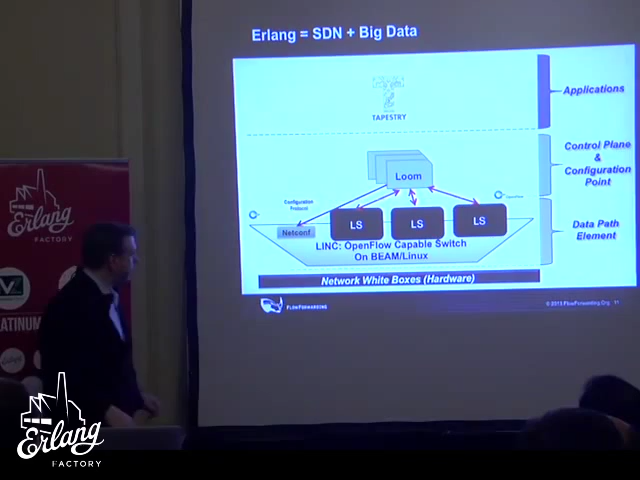 Erlang = SDN + Big Data
TAPESTRY
Applications
Control Plane
&
Configuration
Point
Loom
Configuration
Protocol
Netconf
LS
LS
LS
Data Path
Element
LINC: OpenFlow Capable Switch
On BEAM/Linux
Network White Boxes (Hardware)
FLOWFORWARDING
© 2013 FlowForwarding.Org 11
Erlang
FACTORY
Erlang
FACTORY